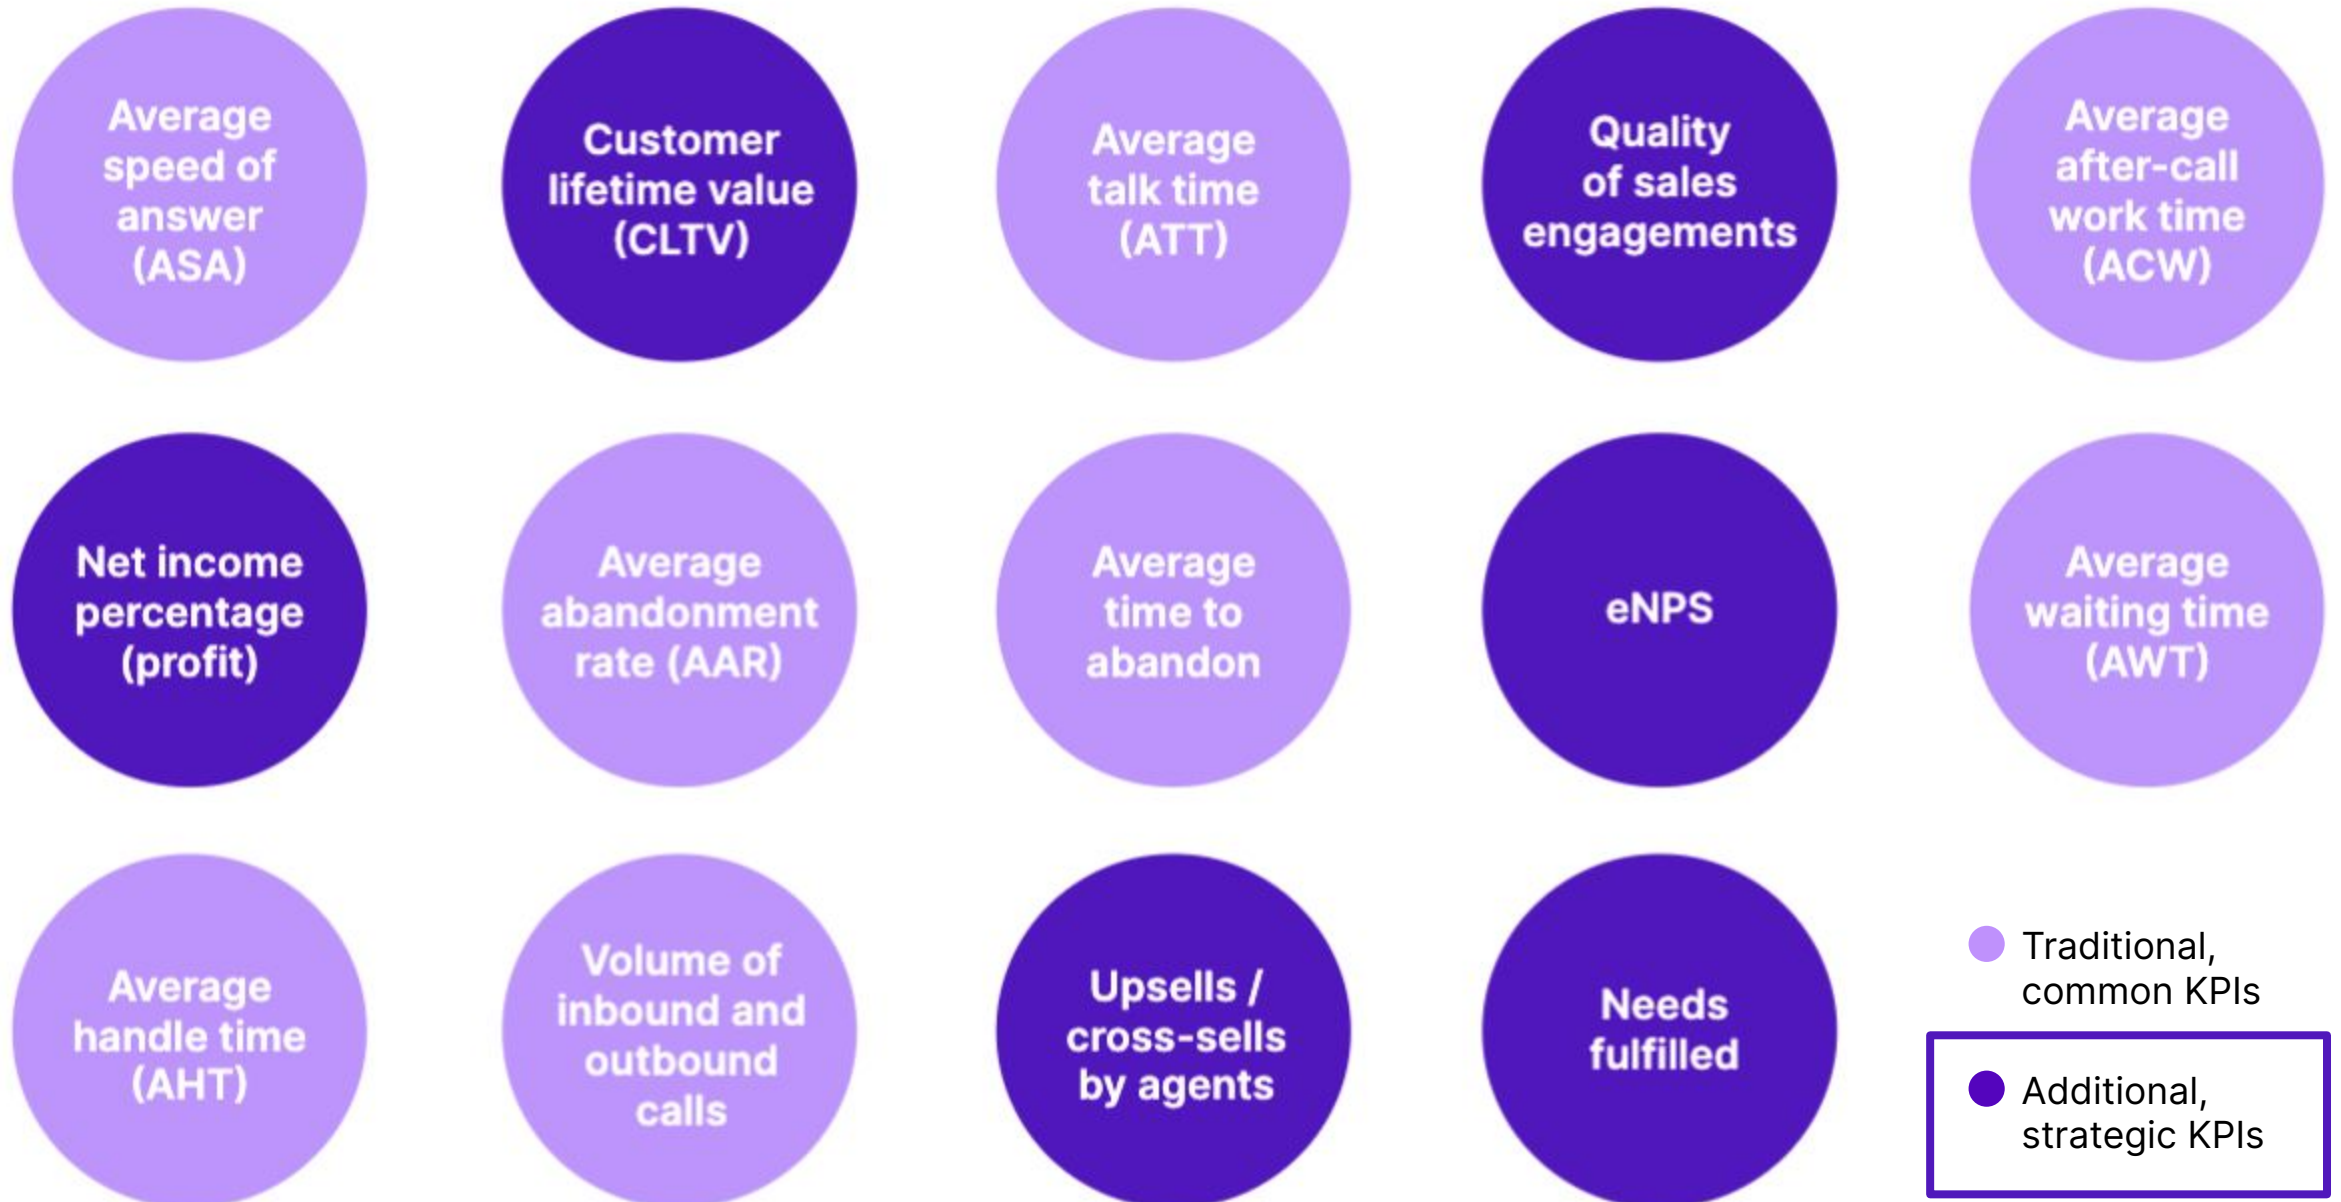 Average
speed of
answer
(ASA)
Customer
lifetime value
(CLTV)
Average
talk time
(ATT)
Quality
of sales
engagements
Average
after-call
work time
(ACW)
Net income
percentage
(profit)
Average
abandonment
rate (AAR)
Average
time to
abandon
eNPS
Average
waiting time
(AWT)
Average
handle time
(AHT)
Volume of
inbound and
outbound
calls
Upsells /
cross-sells
by agents
Needs
fulfilled
Traditional,
common KPIs
Additional,
strategic KPIs